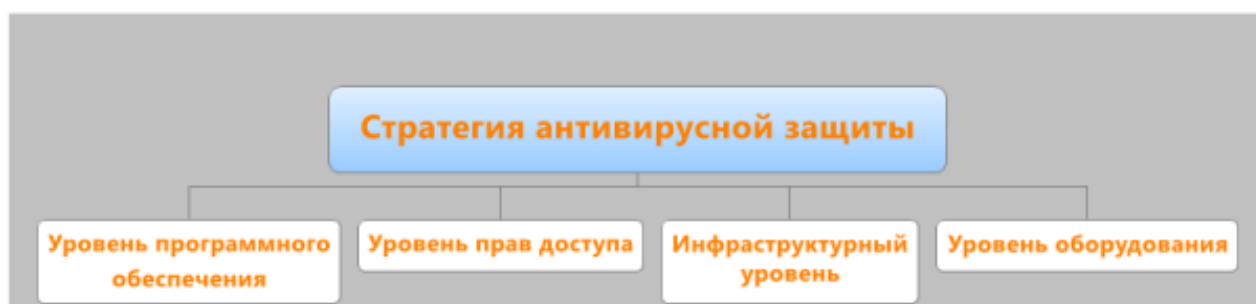 Стратегия антивирусной защиты
Уровень программного
обеспечения
Уровень прав доступа
Инфраструктурный
уровень
Уровень оборудования